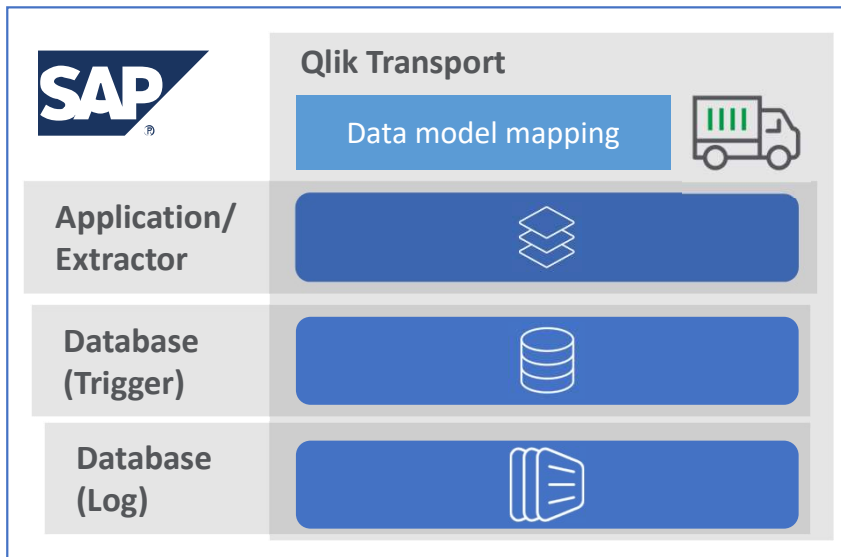 SAP
Qlik Transport
Data model mapping
Application/
Extractor
Database
(Trigger)
Database
(Log)